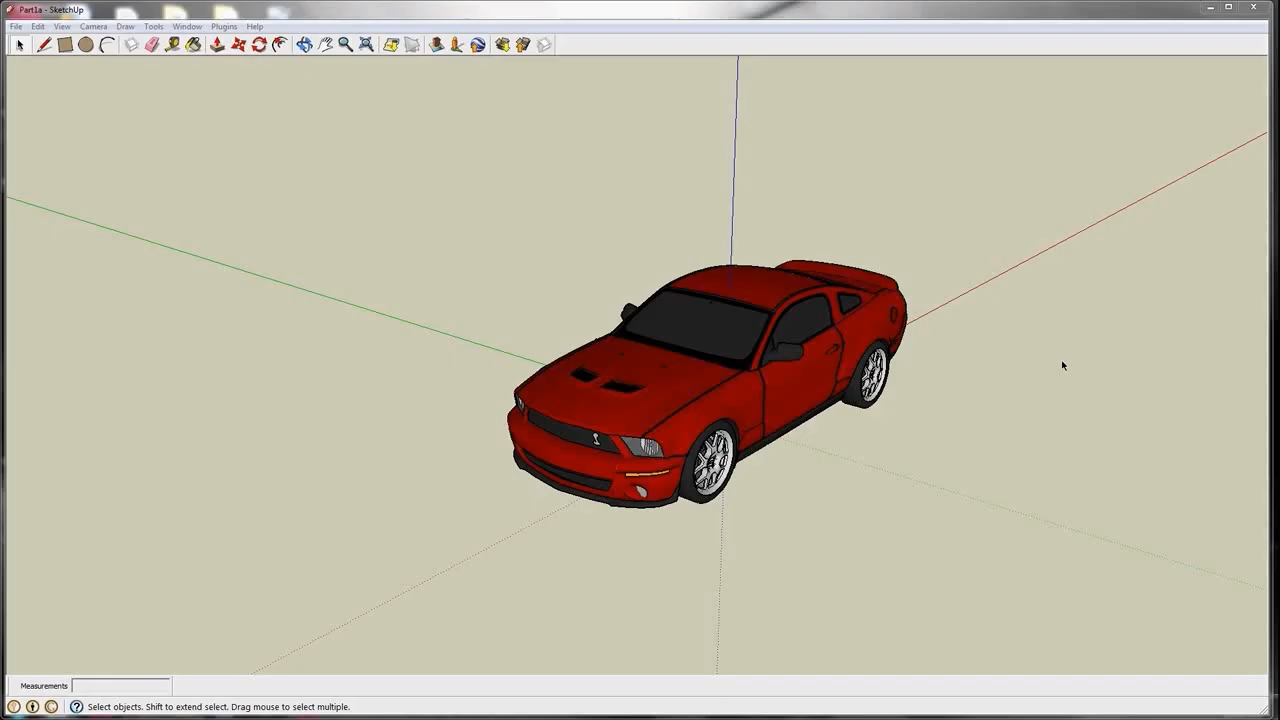 Part1a - SketchUp
File Edit View Camera Draw Tools Window Plugins Help
Measurements
Select objects. Shift to extend select. Drag mouse to select multiple.